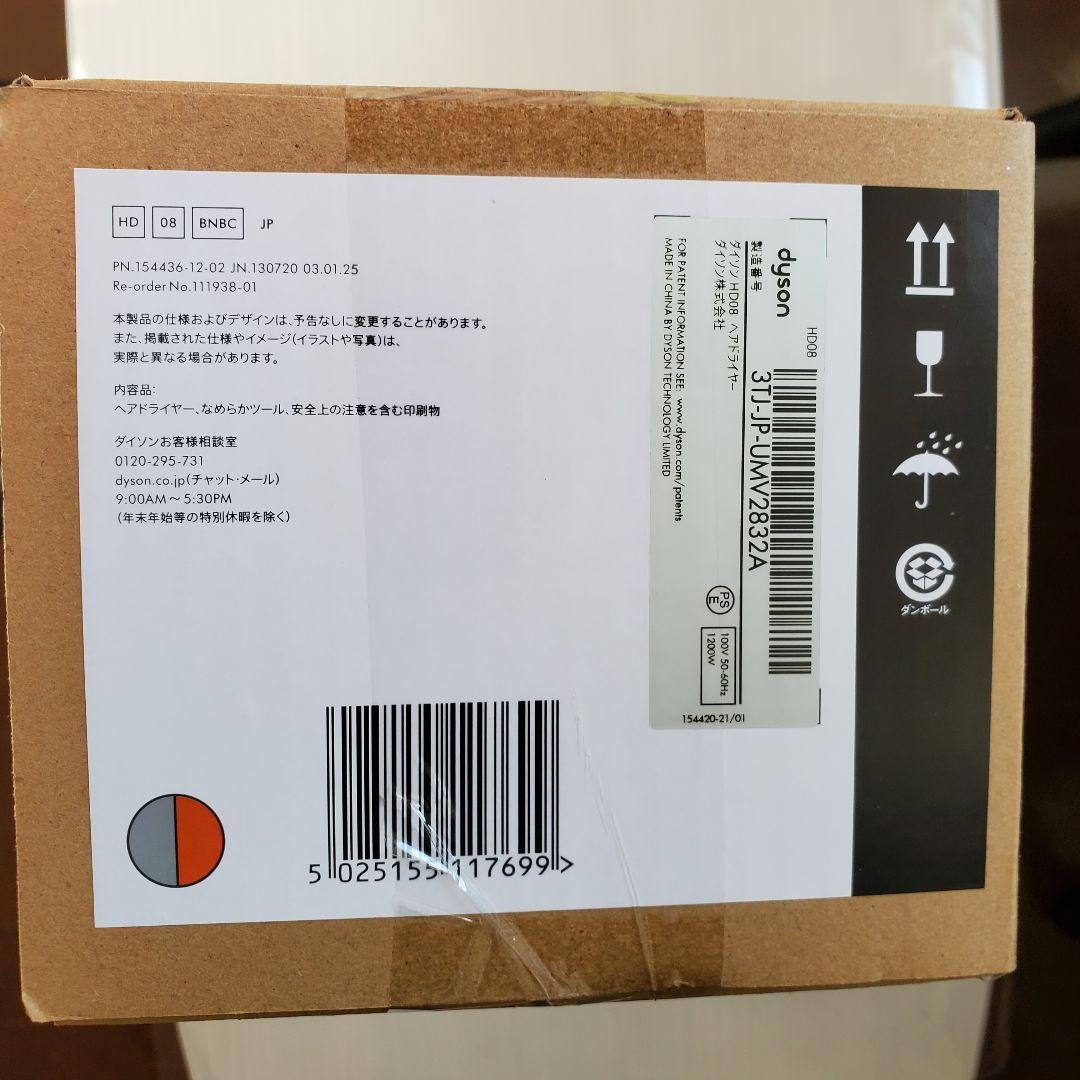 HD 08 BNBC JP
PN.154436-12-02 JN.130720 03.01.25
Re-order No.111938-01
本製品の仕様およびデザインは、予告なしに変更することがあります。
また、掲載された仕様やイメージ(イラストや写真)は、
実際と異なる場合があります。
内容品:
ヘアドライヤー、なめらかツール、安全上の注意を含む印刷物
ダイソンお客様相談室
0120-295-731
dyson.co.jp(チャット・メール)
9:00AM～5:30PM
(年末年始等の特別休暇を除く)
5 025155 117699 >
dyson HD08
製造番号 3TJ-JP-UMV2832A
ダイソン HD08 ヘアドライヤー
ダイソン株式会社
PS
E
100V 50-60Hz
1200W
FOR PATENT INFORMATION SEE: www.dyson.com/patents
MADE IN CHINA BY DYSON TECHNOLOGY LIMITED
154420-21/01
ダンボール